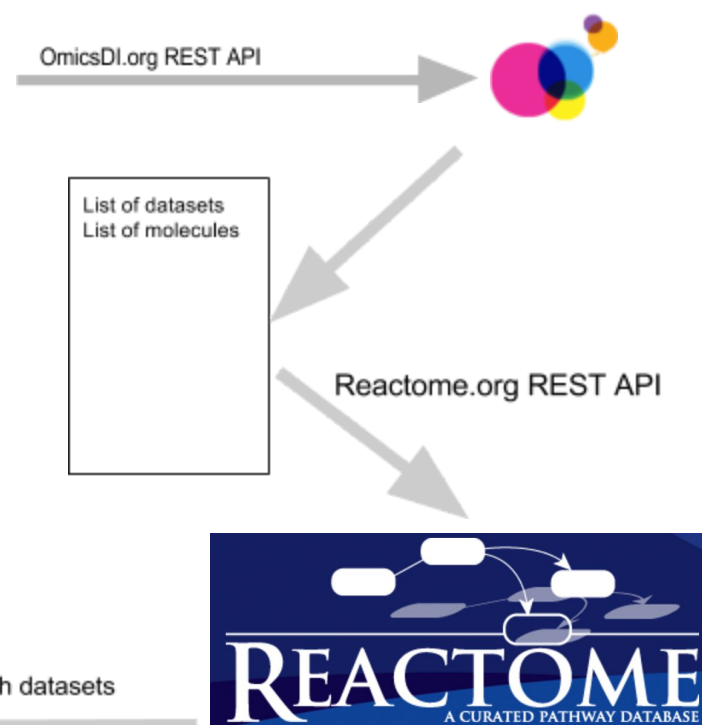 OmicsDI.org REST API
List of datasets
List of molecules
Reactome.org REST API
h datasets
REACTOME
A CURATED PATHWAY DATABASE